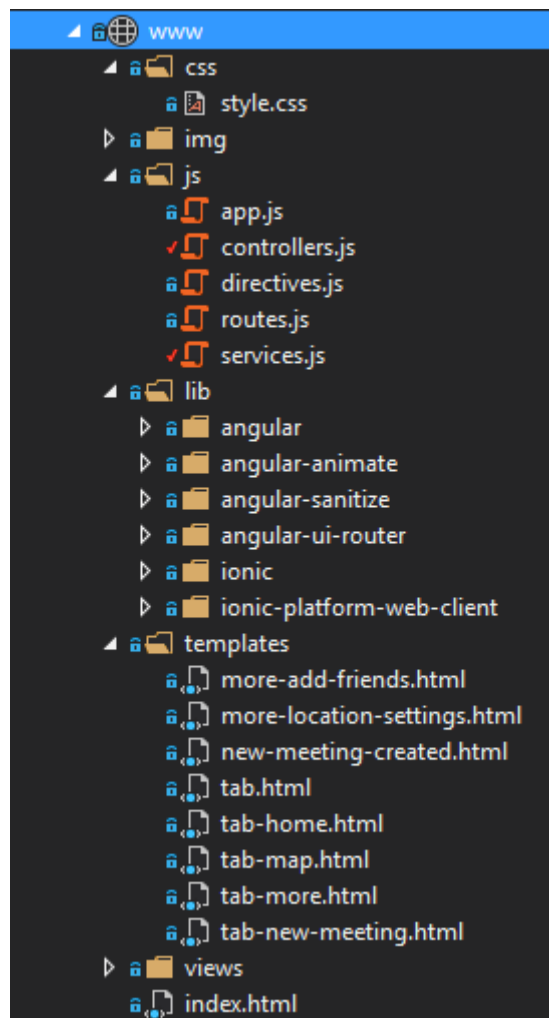 www
css
style.css
img
js
app.js
controllers.js
directives.js
routes.js
services.js
lib
angular
angular-animate
angular-sanitize
angular-ui-router
ionic
ionic-platform-web-client
templates
more-add-friends.html
more-location-settings.html
new-meeting-created.html
tab.html
tab-home.html
tab-map.html
tab-more.html
tab-new-meeting.html
views
index.html